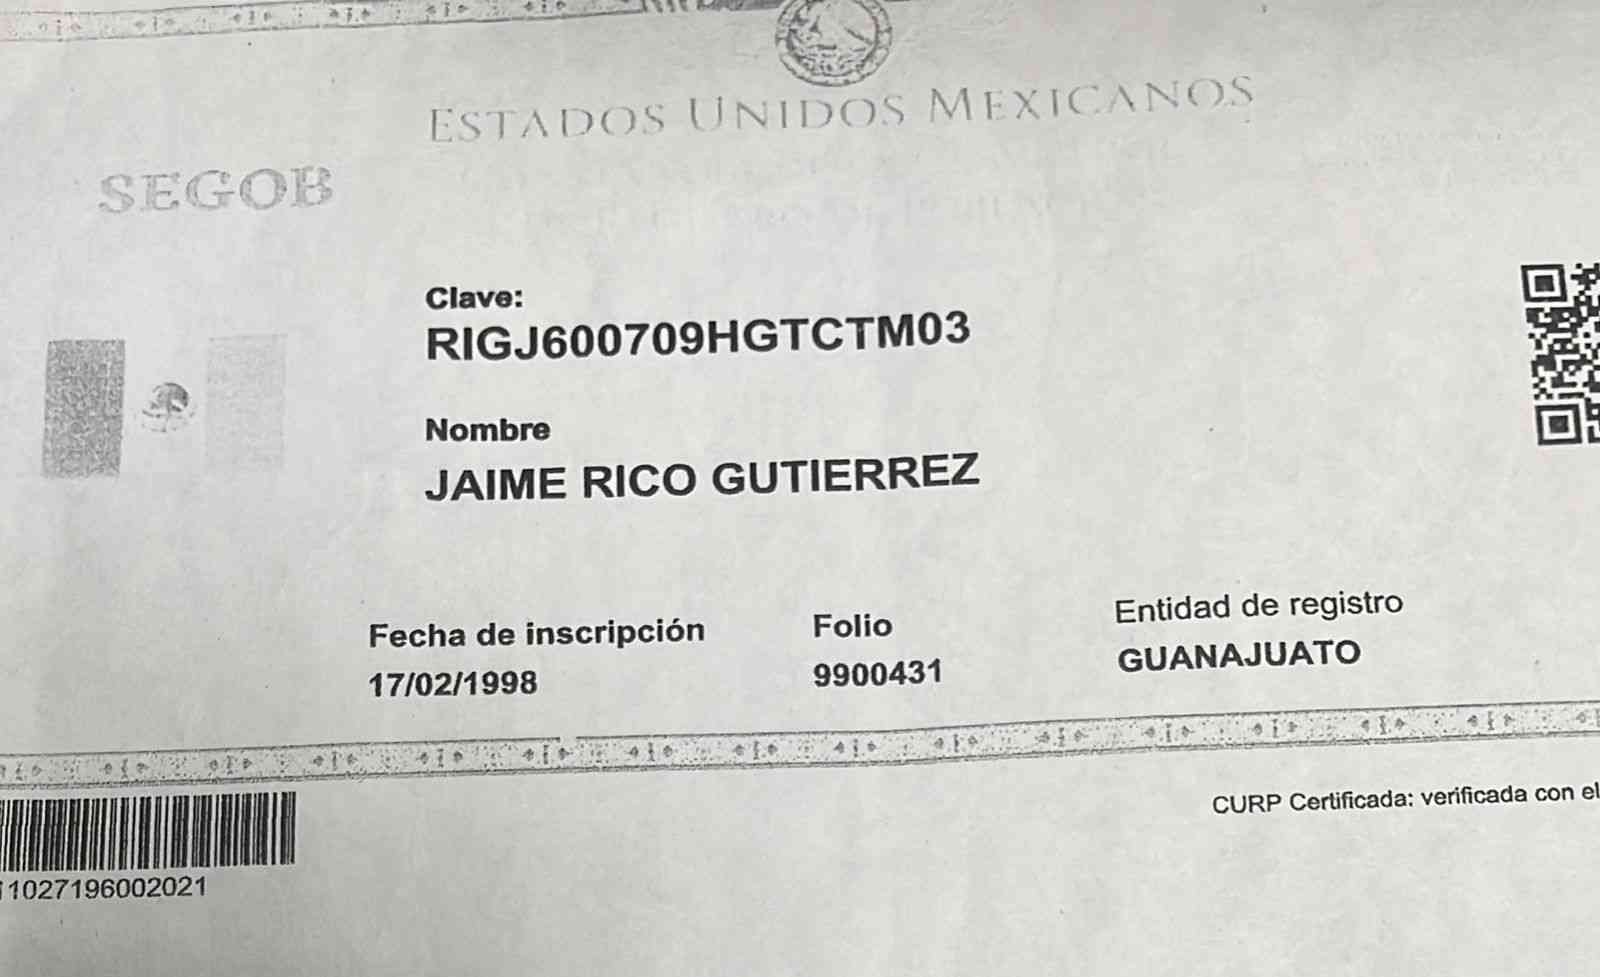 ESTADOS UNIDOS MEXICANOS
SEGOB
Clave:
RIGJ600709HGTCTM03
Nombre
JAIME RICO GUTIERREZ
Fecha de inscripción
17/02/1998
Folio
9900431
Entidad de registro
GUANAJUATO
CURP Certificada: verificada con el
11027196002021